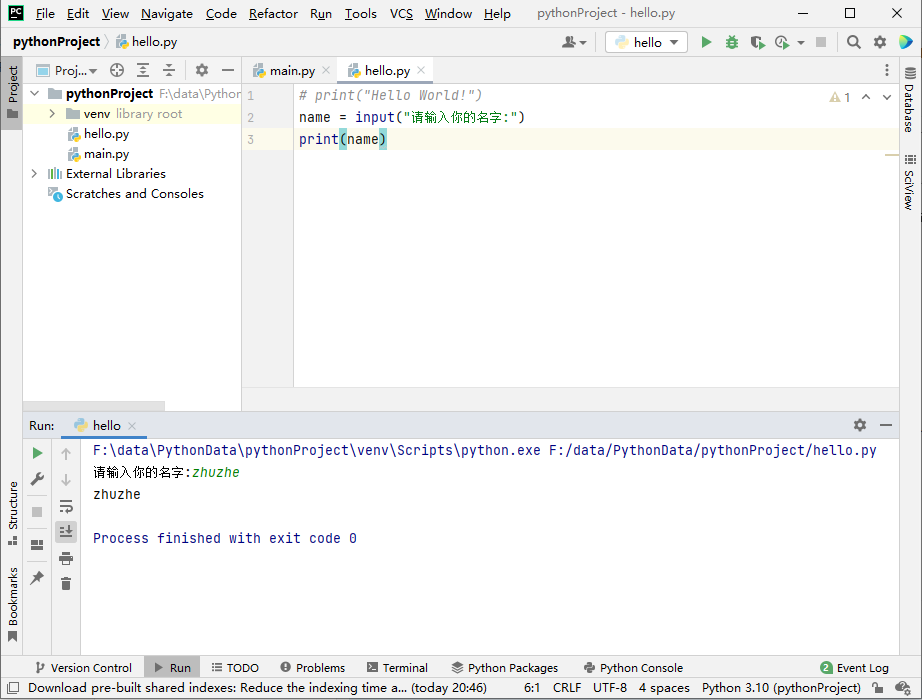 PC File Edit View Navigate Code Refactor Run Tools VCS Window Help pythonProject - hello.py
pythonProject hello.py hello
Project
Proj...
pythonProject F:\data\Python
venv library root
hello.py
main.py
External Libraries
Scratches and Consoles
main.py hello.py
1 # print("Hello World!")
2 name = input("请输入你的名字:")
3 print(name)
1
Database
SciView
Run: hello
F:\data\PythonData\pythonProject\venv\Scripts\python.exe F:/data/PythonData/pythonProject/hello.py
请输入你的名字:zhuzhe
zhuzhe
Process finished with exit code 0
Structure
Bookmarks
Version Control Run TODO Problems Terminal Python Packages Python Console 2 Event Log
Download pre-built shared indexes: Reduce the indexing time a... (today 20:46) 6:1 CRLF UTF-8 4 spaces Python 3.10 (pythonProject)